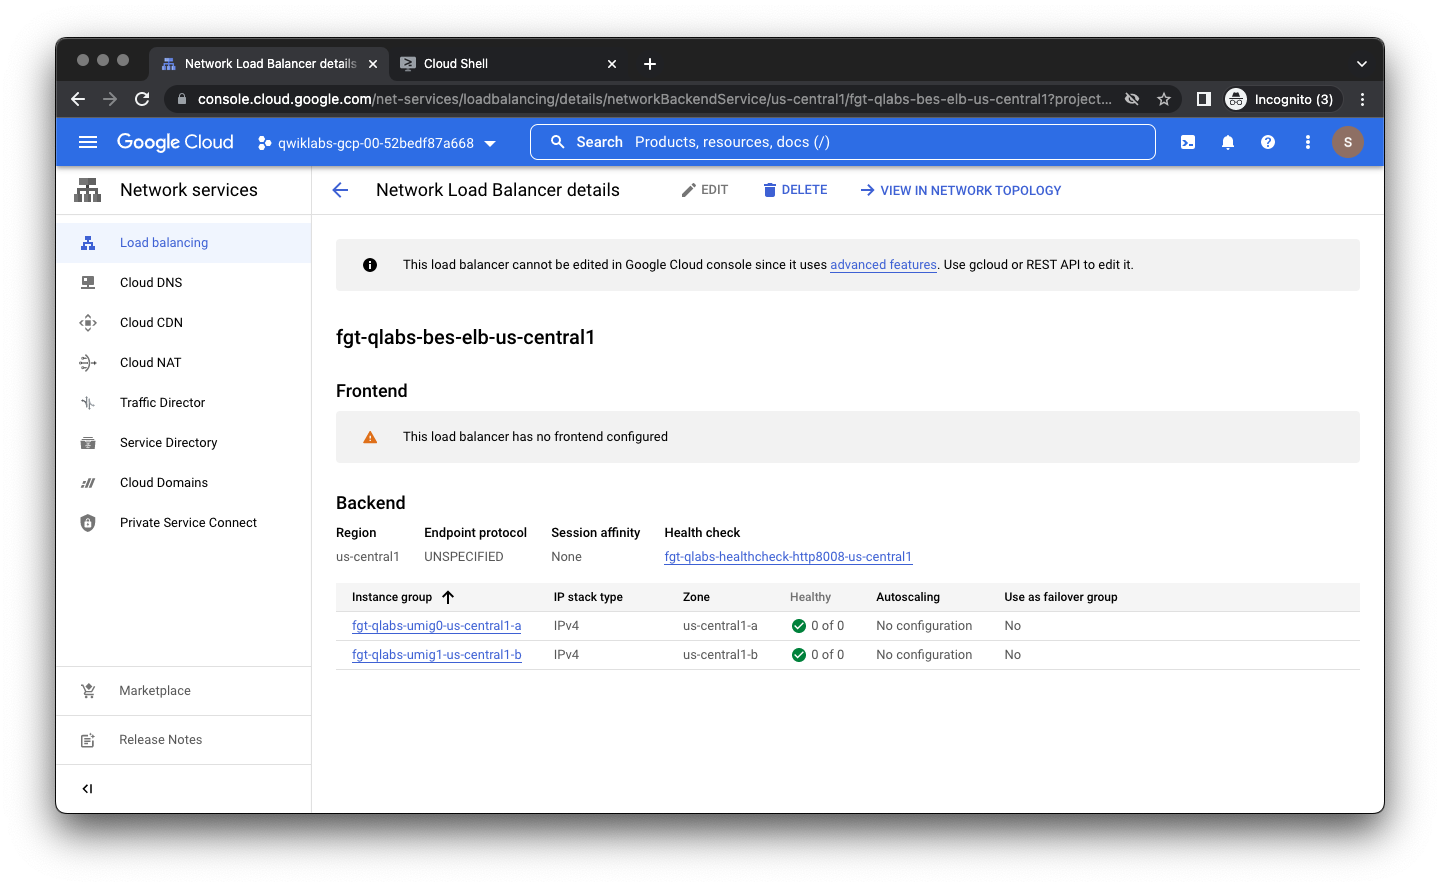 Network Load Balancer details
Cloud Shell
console.cloud.google.com/net-services/loadbalancing/details/networkBackendService/us-central1/fgt-qlabs-bes-elb-us-central1?project...
Incognito (3)
Google Cloud
qwiklabs-gcp-00-52bedf87a668
Search Products, resources, docs (/)
S
Network services
Network Load Balancer details
EDIT
DELETE
VIEW IN NETWORK TOPOLOGY
Load balancing
Cloud DNS
Cloud CDN
Cloud NAT
Traffic Director
Service Directory
Cloud Domains
Private Service Connect
Marketplace
Release Notes
This load balancer cannot be edited in Google Cloud console since it uses advanced features. Use gcloud or REST API to edit it.
fgt-qlabs-bes-elb-us-central1
Frontend
This load balancer has no frontend configured
Backend
Region Endpoint protocol Session affinity Health check
us-central1 UNSPECIFIED None fgt-qlabs-healthcheck-http8008-us-central1
Instance group IP stack type Zone Healthy Autoscaling Use as failover group
fgt-qlabs-umig0-us-central1-a IPv4 us-central1-a 0 of 0 No configuration No
fgt-qlabs-umig1-us-central1-b IPv4 us-central1-b 0 of 0 No configuration No